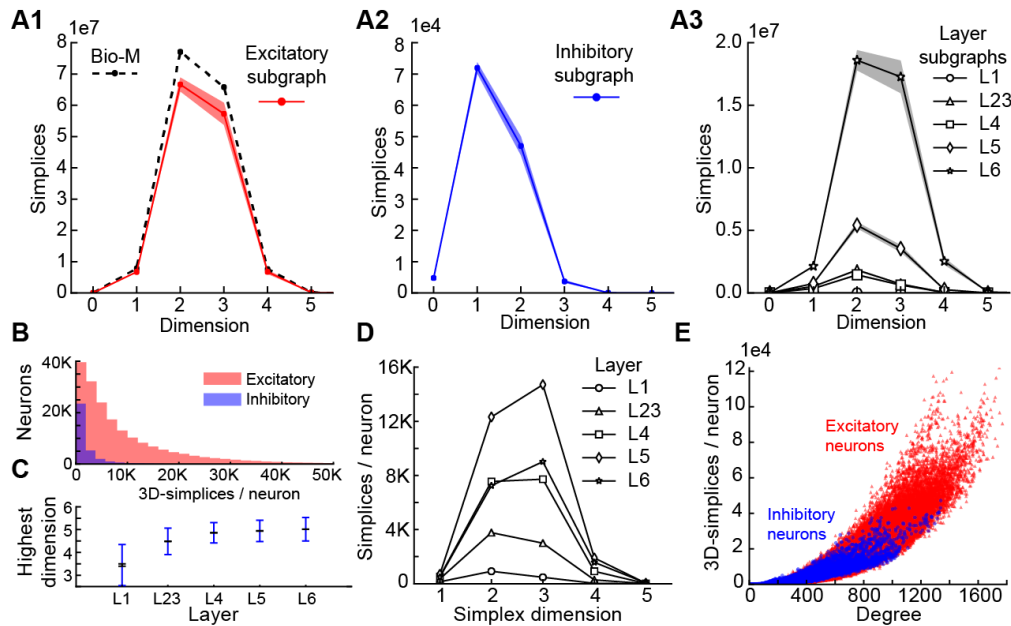 A1
1e7
8
7
6
5
4
3
2
1
0
Simplices
0 1 2 3 4 5
Dimension
Bio-M
Excitatory
subgraph
A2
1e4
8
7
6
5
4
3
2
1
0
Simplices
0 1 2 3 4 5
Dimension
Inhibitory
subgraph
A3
1e7
2.0
1.5
1.0
0.5
0.0
Simplices
0 1 2 3 4 5
Dimension
Layer
subgraphs
L1
L23
L4
L5
L6
B
40K
20K
0
Neurons
Excitatory
Inhibitory
0 10K 20K 30K 40K 50K
3D-simplices / neuron
C
6
5
4
3
Highest
dimension
L1 L23 L4 L5 L6
Layer
D
16K
12K
8K
4K
0
Simplices / neuron
1 2 3 4 5
Simplex dimension
Layer
L1
L23
L4
L5
L6
E
1e4
12
10
8
6
4
2
0
3D-simplices / neuron
Excitatory
neurons
Inhibitory
neurons
0 400 800 1200 1600
Degree